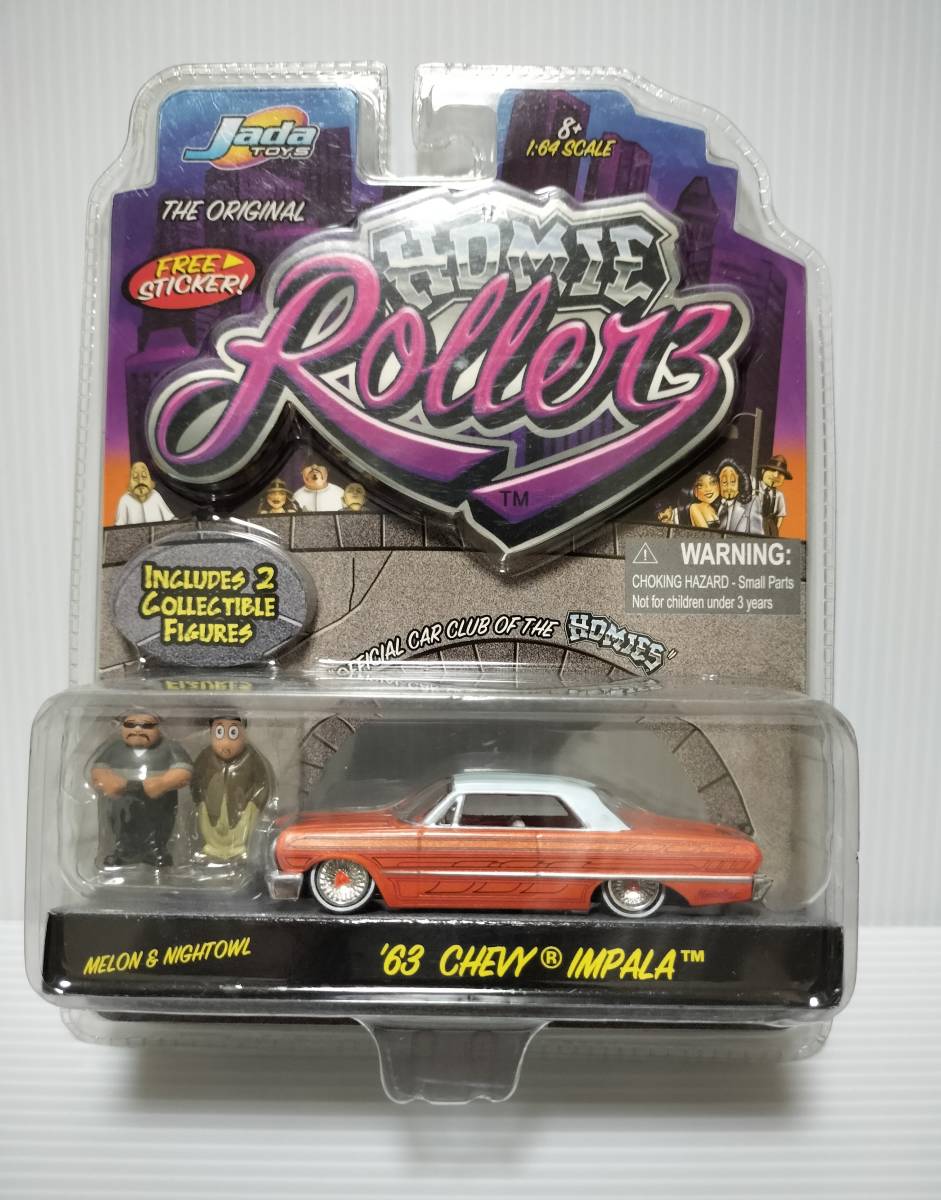 Jada
TOYS
8+
1:64 SCALE
THE ORIGINAL
HOMIE
Rollerz
TM
FREE
STICKER!
INCLUDES 2
COLLECTIBLE
FIGURES
WARNING:
CHOKING HAZARD - Small Parts
Not for children under 3 years
"OFFICIAL CAR CLUB OF THE HOMIES"
MELON & NIGHTOWL
'63 CHEVY® IMPALA™